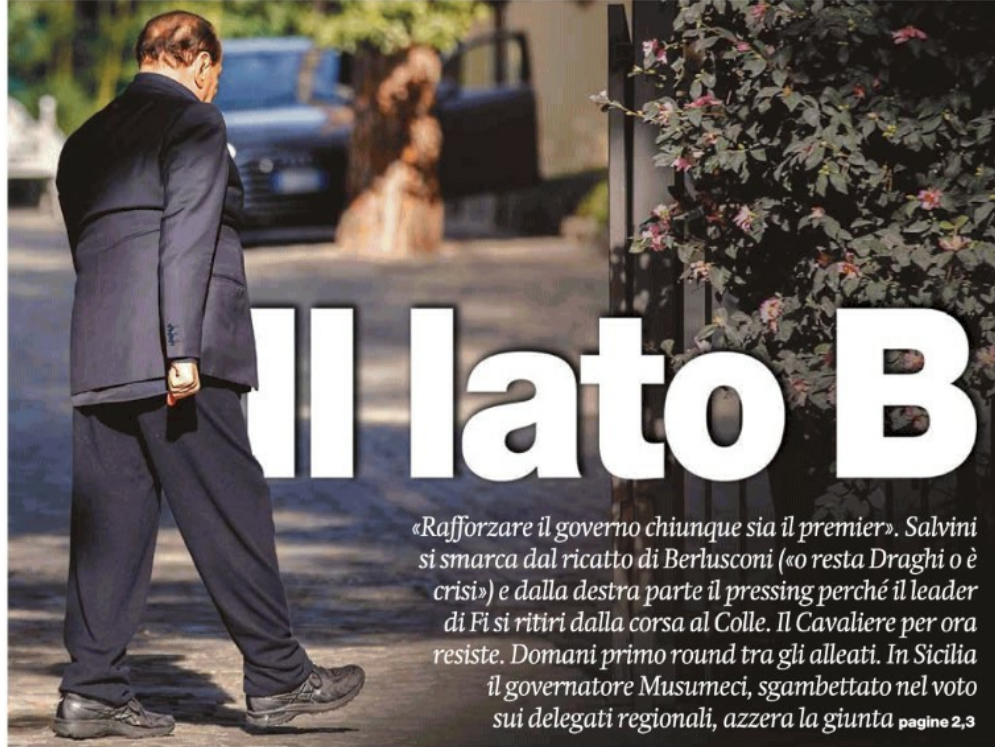 Il lato B
«Rafforzare il governo chiunque sia il premier». Salvini
si smarca dal ricatto di Berlusconi («o resta Draghi o è
crisi») e dalla destra parte il pressing perché il leader
di Fi si ritiri dalla corsa al Colle. Il Cavaliere per ora
resiste. Domani primo round tra gli alleati. In Sicilia
il governatore Musumeci, sgambettato nel voto
sui delegati regionali, azzera la giunta pagine 2,3